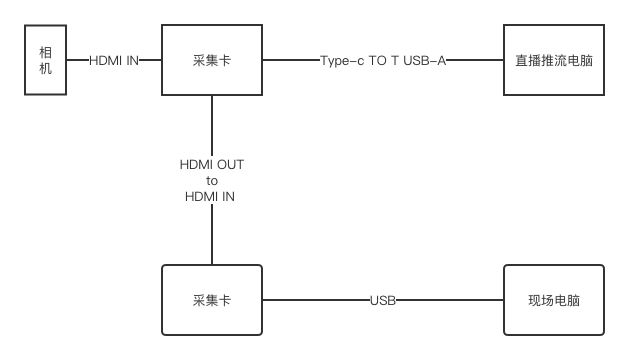 相
机
HDMI IN
采集卡
Type-c TO T USB-A
直播推流电脑
HDMI OUT
to
HDMI IN
采集卡
USB
现场电脑